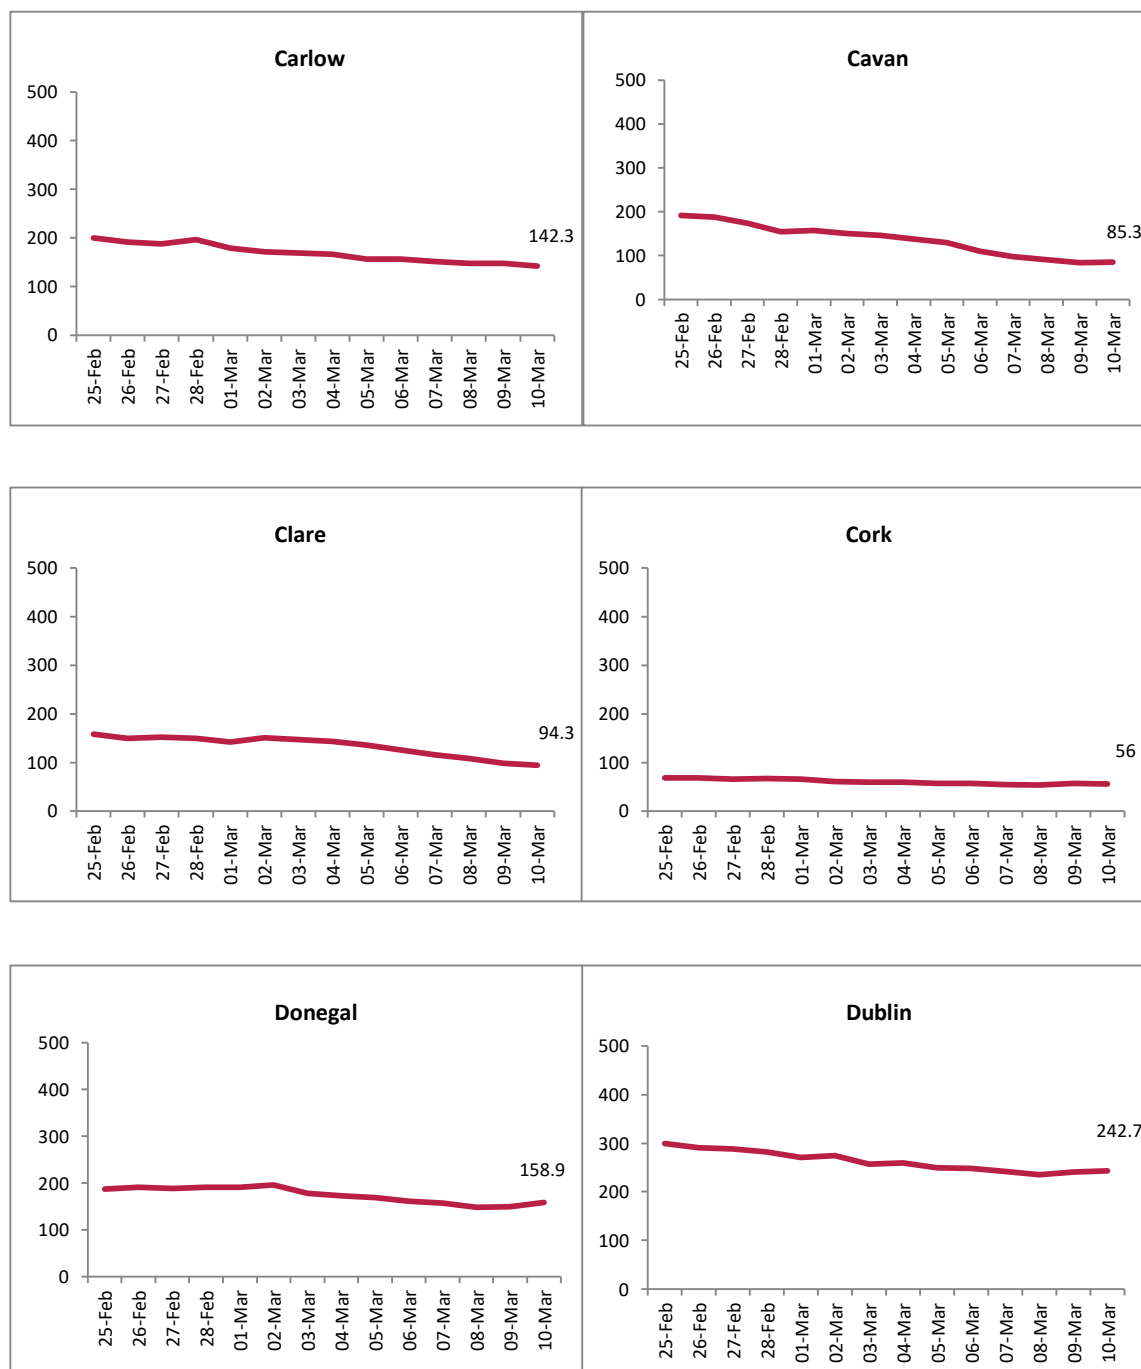 Carlow
500
400
300
200
100
0
142.3
25-Feb
26-Feb
27-Feb
28-Feb
01-Mar
02-Mar
03-Mar
04-Mar
05-Mar
06-Mar
07-Mar
08-Mar
09-Mar
10-Mar
Cavan
500
400
300
200
100
0
85.3
25-Feb
26-Feb
27-Feb
28-Feb
01-Mar
02-Mar
03-Mar
04-Mar
05-Mar
06-Mar
07-Mar
08-Mar
09-Mar
10-Mar
Clare
500
400
300
200
100
0
94.3
25-Feb
26-Feb
27-Feb
28-Feb
01-Mar
02-Mar
03-Mar
04-Mar
05-Mar
06-Mar
07-Mar
08-Mar
09-Mar
10-Mar
Cork
500
400
300
200
100
0
56
25-Feb
26-Feb
27-Feb
28-Feb
01-Mar
02-Mar
03-Mar
04-Mar
05-Mar
06-Mar
07-Mar
08-Mar
09-Mar
10-Mar
Donegal
500
400
300
200
100
0
158.9
25-Feb
26-Feb
27-Feb
28-Feb
01-Mar
02-Mar
03-Mar
04-Mar
05-Mar
06-Mar
07-Mar
08-Mar
09-Mar
10-Mar
Dublin
500
400
300
200
100
0
242.7
25-Feb
26-Feb
27-Feb
28-Feb
01-Mar
02-Mar
03-Mar
04-Mar
05-Mar
06-Mar
07-Mar
08-Mar
09-Mar
10-Mar